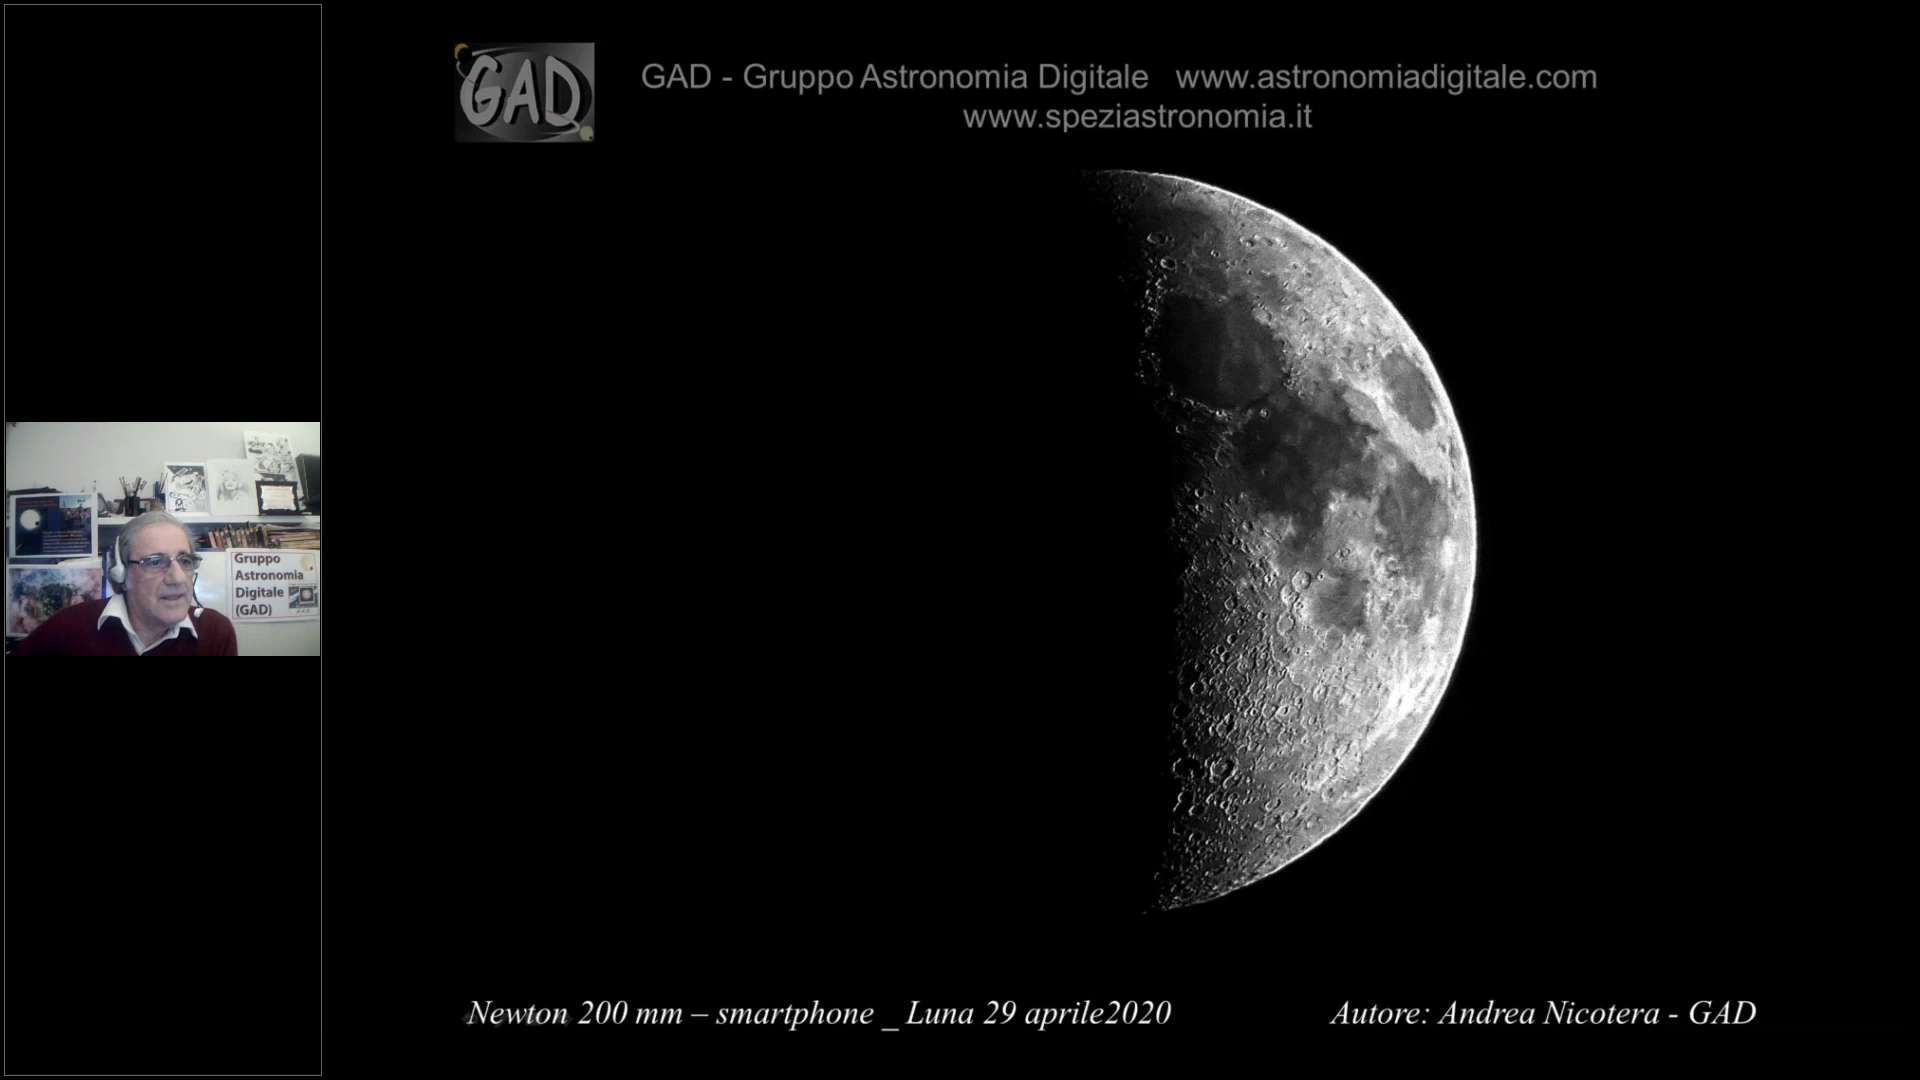 GAD
GAD - Gruppo Astronomia Digitale www.astronomiadigitale.com
www.speziastronomia.it
Gruppo
Astronomia
Digitale
(GAD)
Newton 200 mm – smartphone _ Luna 29 aprile2020
Autore: Andrea Nicotera - GAD